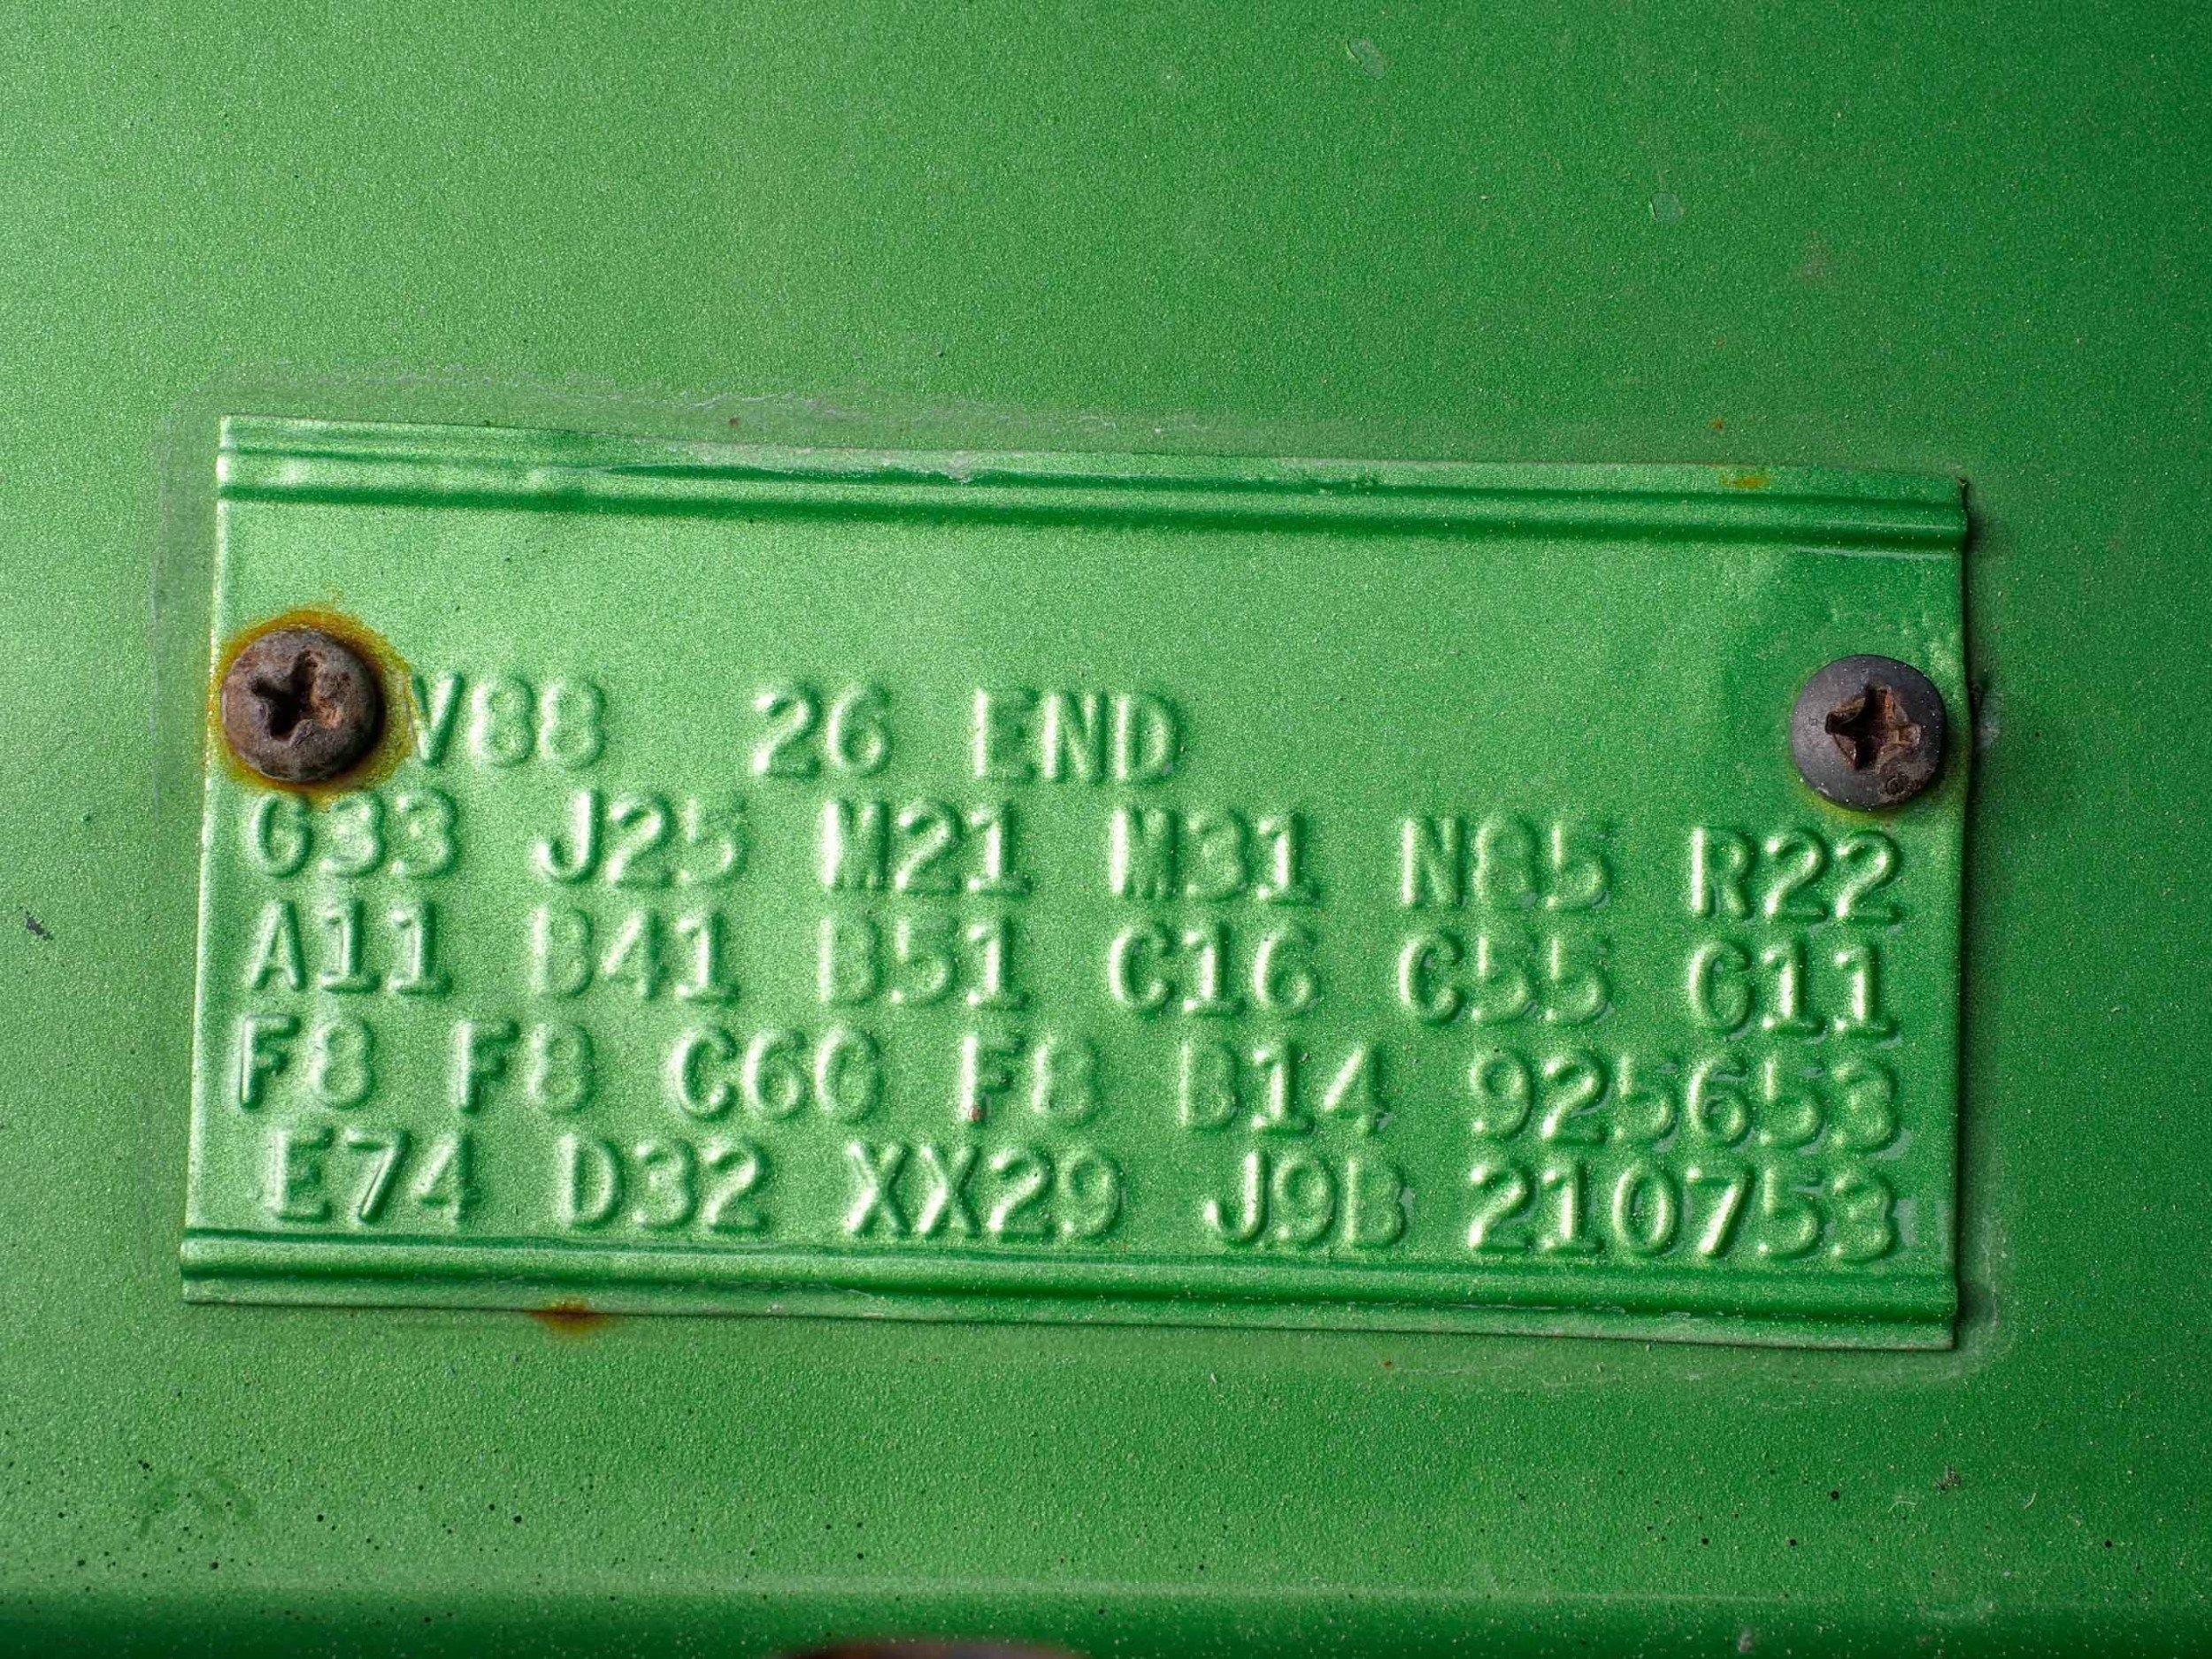 V88 26 END
G33 J25 M21 M31 N85 R22
A11 B41 B51 C16 C55 G11
F8 F8 C6G F8 B14 925653
E74 D32 XX29 J9B 210753